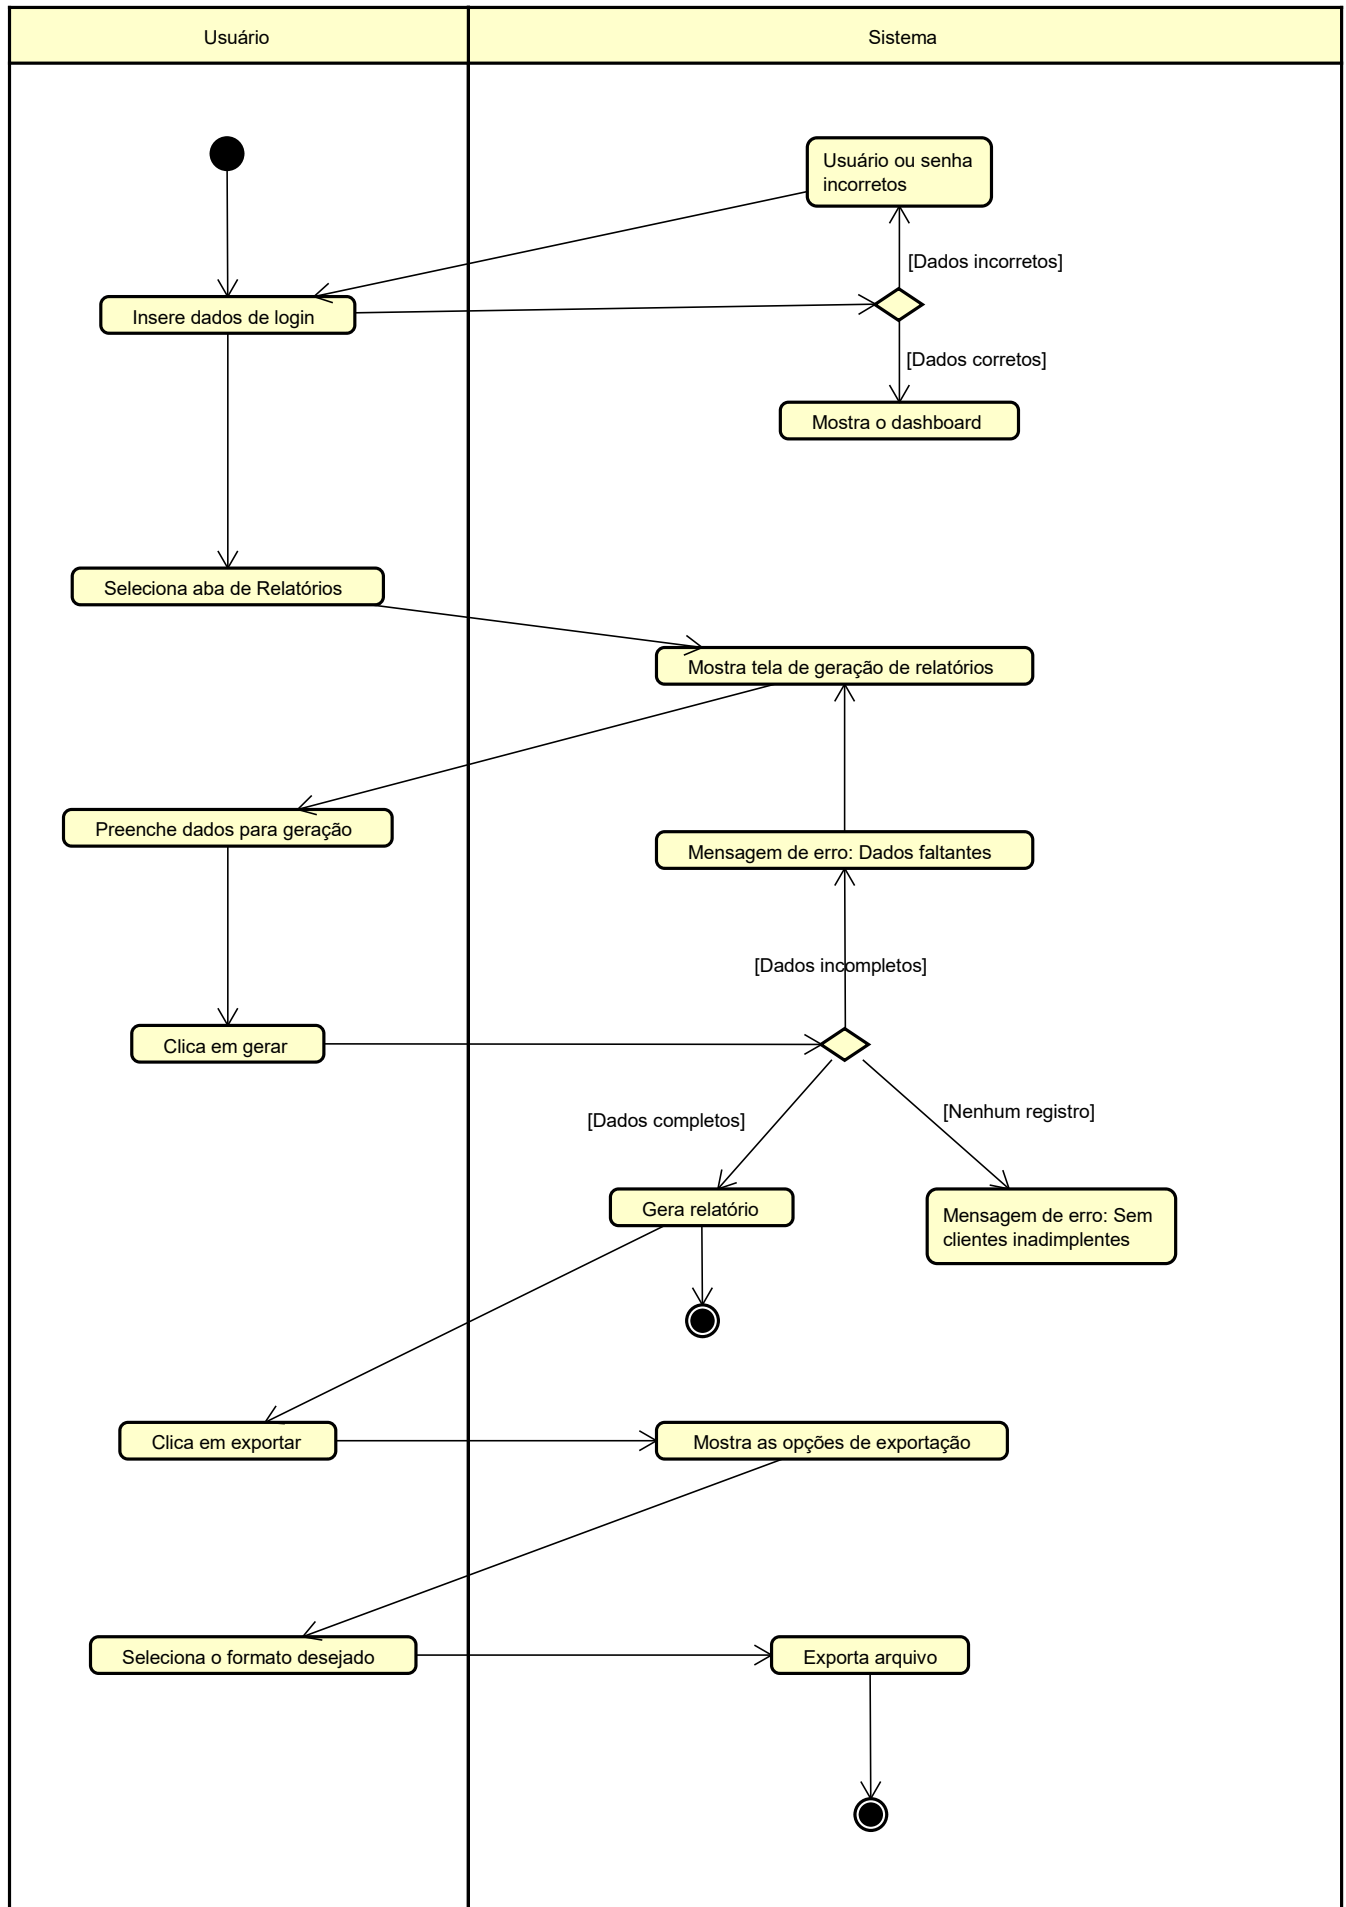 Usuário
Sistema
Usuário ou senha
incorretos
[Dados incorretos]
Insere dados de login
[Dados corretos]
Mostra o dashboard
Seleciona aba de Relatórios
Mostra tela de geração de relatórios
Preenche dados para geração
Mensagem de erro: Dados faltantes
[Dados incompletos]
Clica em gerar
[Dados completos]
[Nenhum registro]
Gera relatório
Mensagem de erro: Sem
clientes inadimplentes
Clica em exportar
Mostra as opções de exportação
Seleciona o formato desejado
Exporta arquivo